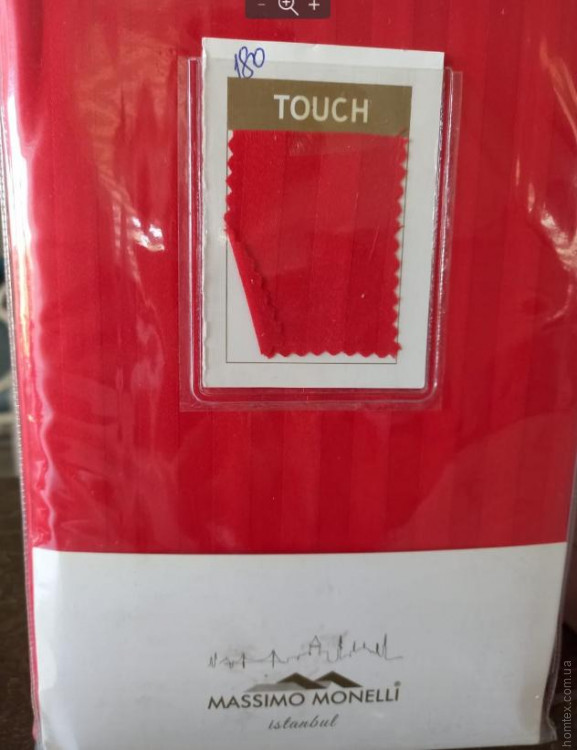 180
TOUCH
MASSIMO MONELLİ
istanbul
homtex.com.ua